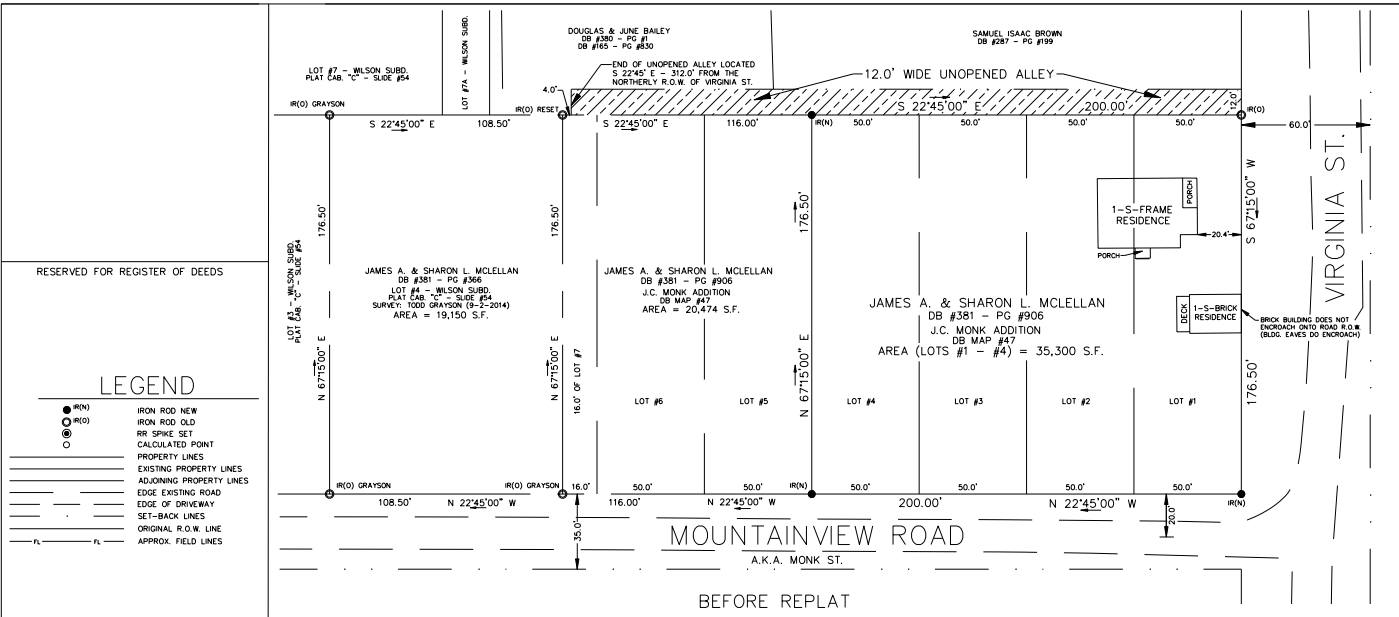 DOUGLAS & JUNE BAILEY
DB #380 - PG #1
DB #165 - PG #830
SAMUEL ISAAC BROWN
DB #287 - PG #199
LOT #7 - WILSON SUBD.
PLAT CAB. "C" - SLIDE #54
LOT #7A - WILSON SUBD.
END OF UNOPENED ALLEY LOCATED
S 22°45' E - 312.0' FROM THE
NORTHERLY R.O.W. OF VIRGINIA ST.
12.0' WIDE UNOPENED ALLEY
4.0'
IR(O) GRAYSON
IR(O) RESET
S 22°45'00" E
200.00'
12.0'
IR(O)
S 22°45'00" E
108.50'
S 22°45'00" E
116.00'
IR(N)
50.0'
50.0'
50.0'
50.0'
60.0'
VIRGINIA ST.
176.50'
176.50'
176.50'
S 67°15'00" W
PORCH
1-S-FRAME
RESIDENCE
20.4'
PORCH
RESERVED FOR REGISTER OF DEEDS
LOT #3 - WILSON SUBD.
PLAT CAB. "C" - SLIDE #54
JAMES A. & SHARON L. MCLELLAN
DB #381 - PG #366
LOT #4 - WILSON SUBD.
PLAT CAB. "C" - SLIDE #54
SURVEY: TODD GRAYSON (9-2-2014)
AREA = 19,150 S.F.
JAMES A. & SHARON L. MCLELLAN
DB #381 - PG #906
J.C. MONK ADDITION
DB MAP #47
AREA = 20,474 S.F.
JAMES A. & SHARON L. MCLELLAN
DB #381 - PG #906
J.C. MONK ADDITION
DB MAP #47
AREA (LOTS #1 - #4) = 35,300 S.F.
DECK
1-S-BRICK
RESIDENCE
BRICK BUILDING DOES NOT
ENCROACH ONTO ROAD R.O.W.
(BLDG. EAVES DO ENCROACH)
N 67°15'00" E
N 67°15'00" E
N 67°15'00" E
176.50'
16.0' OF LOT #7
LOT #6
LOT #5
LOT #4
LOT #3
LOT #2
LOT #1
LEGEND
IR(N) IRON ROD NEW
IR(O) IRON ROD OLD
RR SPIKE SET
CALCULATED POINT
PROPERTY LINES
EXISTING PROPERTY LINES
ADJOINING PROPERTY LINES
EDGE EXISTING ROAD
EDGE OF DRIVEWAY
SET-BACK LINES
ORIGINAL R.O.W. LINE
FL FL APPROX. FIELD LINES
IR(O) GRAYSON
IR(O) GRAYSON
16.0'
50.0'
50.0'
IR(N)
50.0'
50.0'
50.0'
50.0'
108.50'
N 22°45'00" W
116.00'
N 22°45'00" W
200.00'
N 22°45'00" W
IR(N)
35.0'
20.0'
MOUNTAINVIEW ROAD
A.K.A. MONK ST.
BEFORE REPLAT